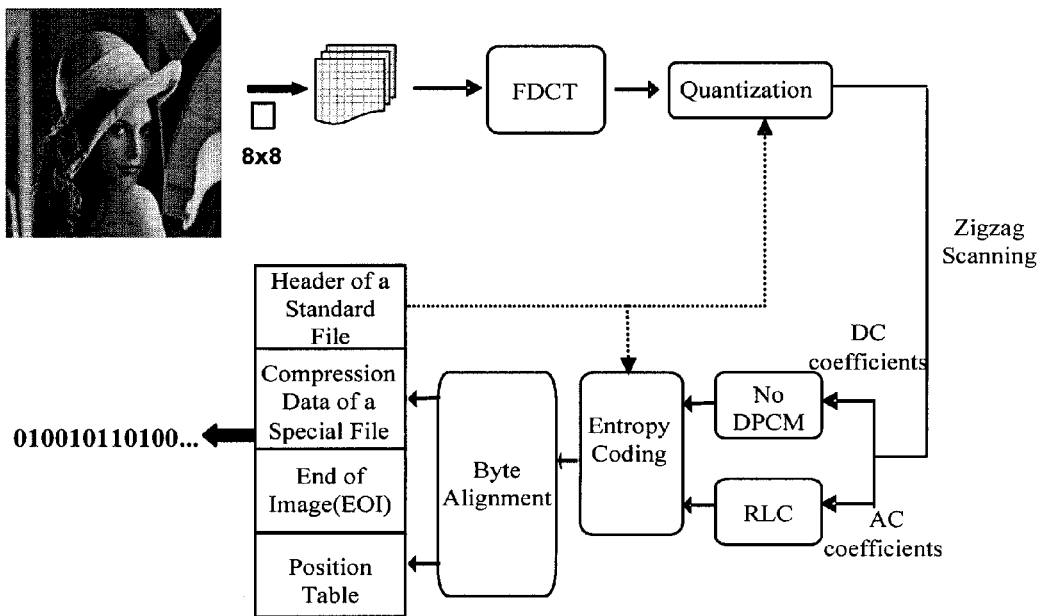 8x8
FDCT
Quantization
Zigzag
Scanning
Header of a
Standard
File
Compression
Data of a
Special File
End of
Image(EOI)
Position
Table
010010110100...
Byte
Alignment
Entropy
Coding
No
DPCM
RLC
DC
coefficients
AC
coefficients